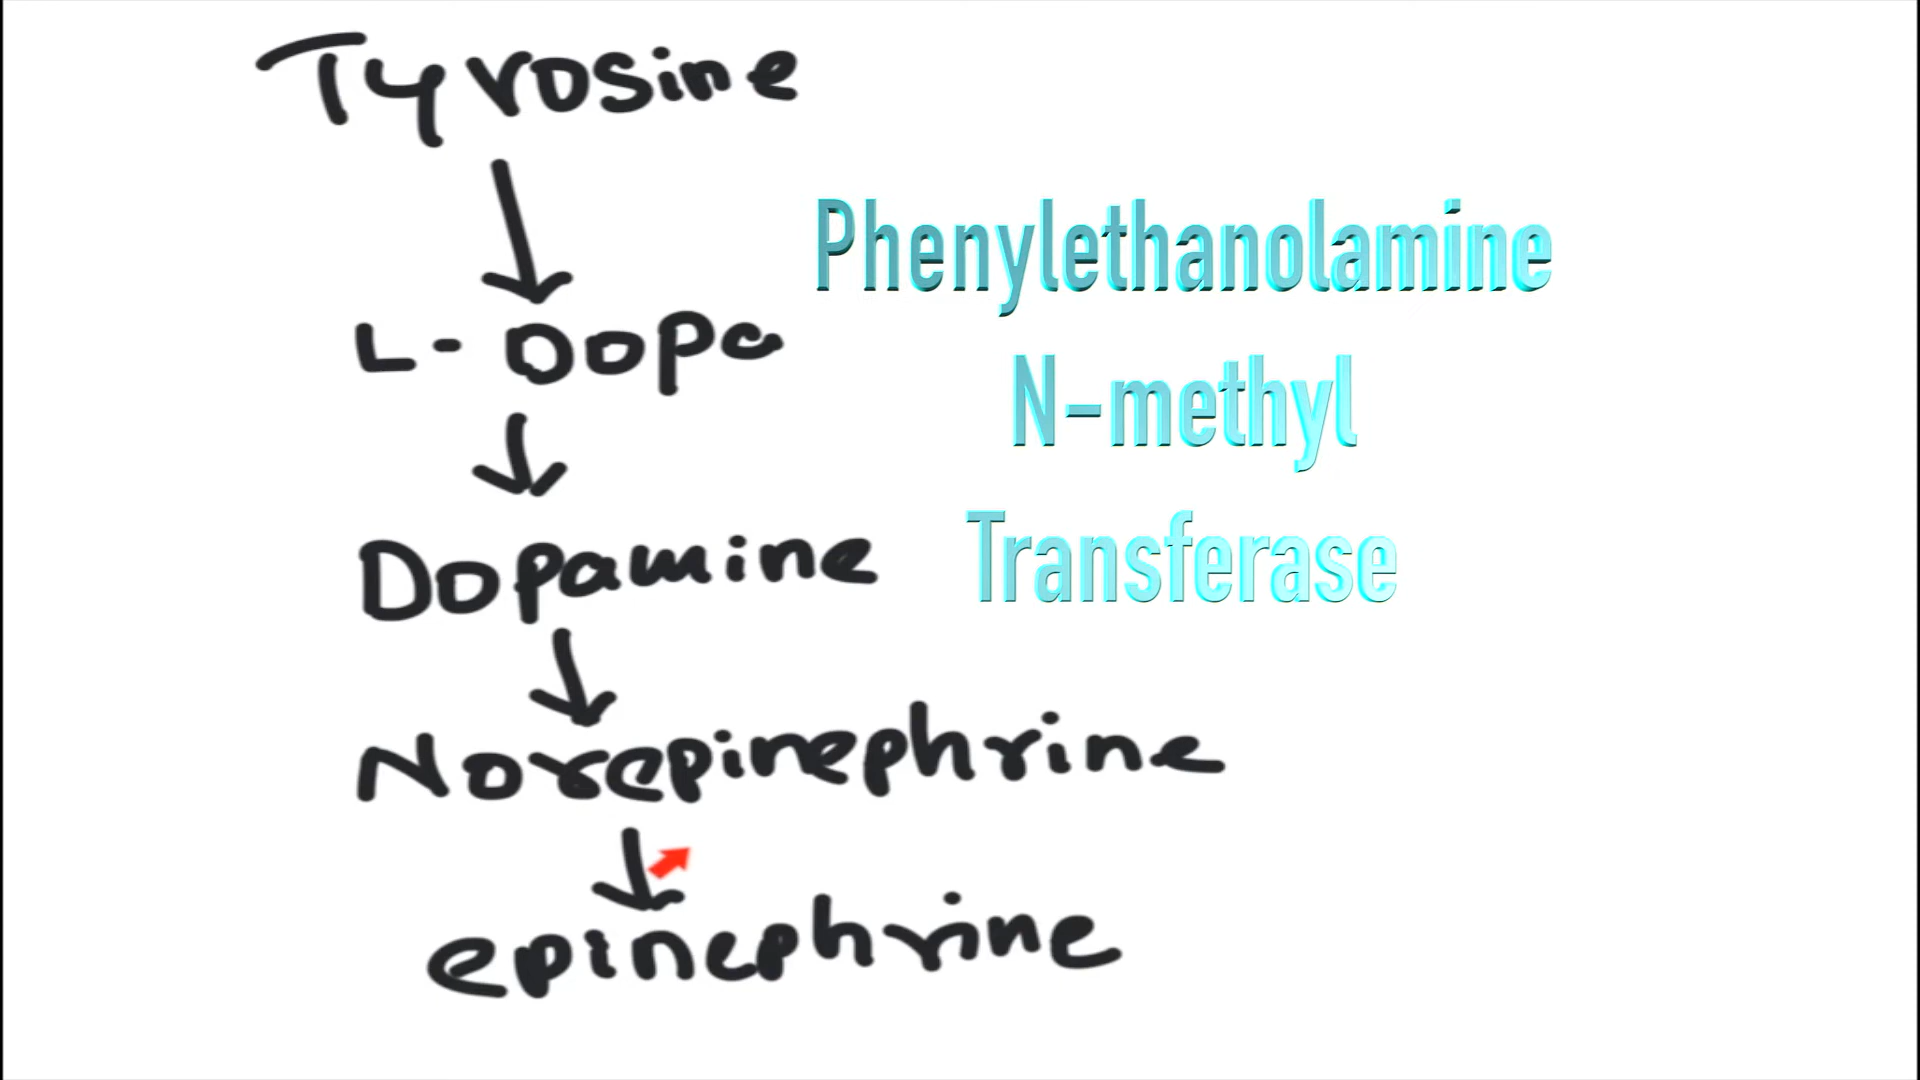 Tyrosine
L-Dopa
Dopamine
Norepinephrine
epinephrine
Phenylethanolamine
N-methyl
Transferase